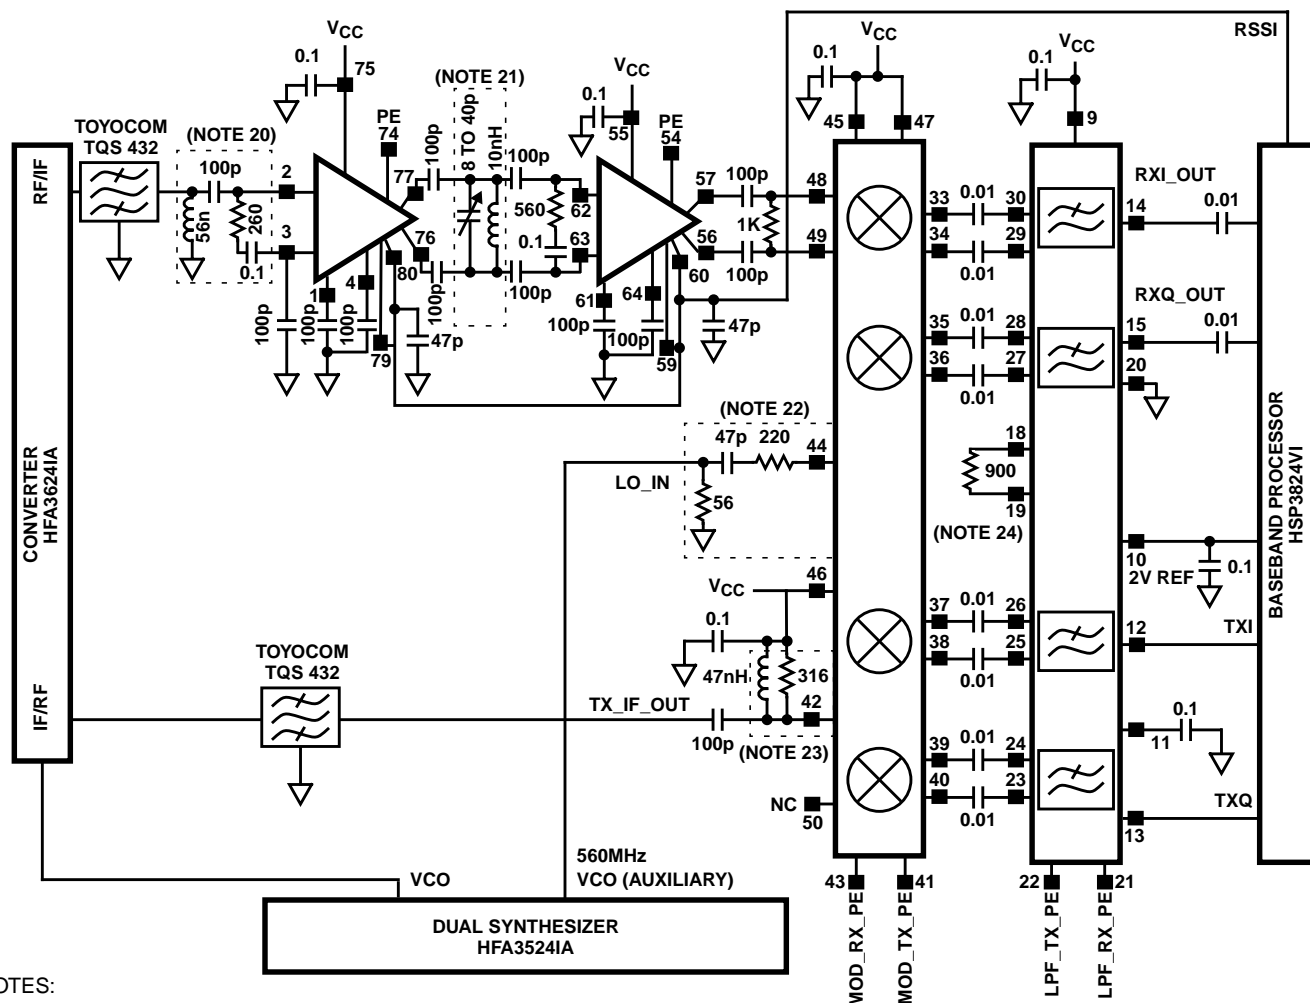 RSSI
VCC
0.1
75
(NOTE 21)
VCC
0.1
55
PE
54
0.1
VCC
45
47
0.1
VCC
9
TOYOCOM
TQS 432
(NOTE 20)
100p
56n
260
0.1
2
3
PE
74
77
76
80
1
4
79
100p
100p
100p
47p
100p
100p
8 TO 40p
10nH
100p
100p
560
0.1
62
63
57
56
60
61
64
59
100p
100p
100p
100p
1K
47p
48
49
33
34
0.01
0.01
30
29
RXI_OUT
14
0.01
35
36
0.01
0.01
28
27
RXQ_OUT
15
0.01
20
RF/IF
CONVERTER
HFA3624IA
IF/RF
(NOTE 22)
47p
220
44
LO_IN
56
18
900
19
(NOTE 24)
10
2V REF
0.1
BASEBAND PROCESSOR
HSP3824VI
VCC
46
0.1
47nH
316
42
TX_IF_OUT
100p
(NOTE 23)
37
38
0.01
0.01
26
25
12
TXI
TOYOCOM
TQS 432
39
40
0.01
0.01
24
23
11
0.1
13
TXQ
NC
50
560MHz
VCO (AUXILIARY)
VCO
DUAL SYNTHESIZER
HFA3524IA
43
41
22
21
MOD_RX_PE
MOD_TX_PE
LPF_TX_PE
LPF_RX_PE
OTES: